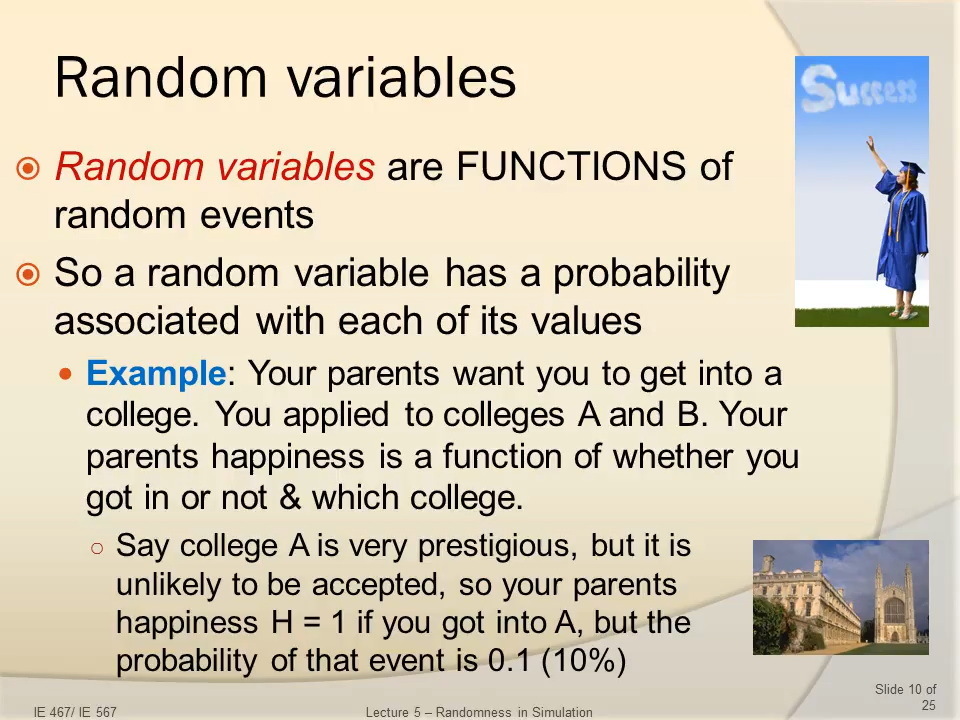 Random variables
Success
Random variables are FUNCTIONS of
random events
So a random variable has a probability
associated with each of its values
Example: Your parents want you to get into a
college. You applied to colleges A and B. Your
parents happiness is a function of whether you
got in or not & which college.
Say college A is very prestigious, but it is
unlikely to be accepted, so your parents
happiness H = 1 if you got into A, but the
probability of that event is 0.1 (10%)
IE 467/ IE 567
Lecture 5 – Randomness in Simulation
Slide 10 of
25